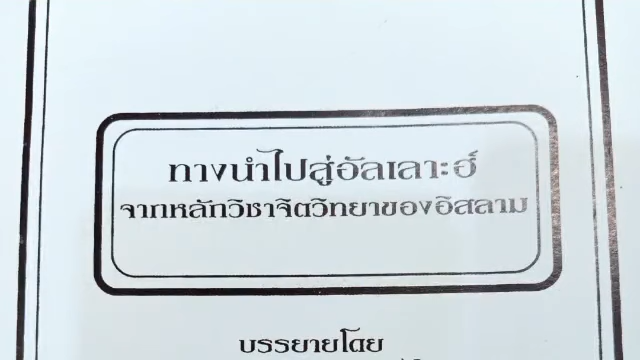 ทางนำไปสู่อัลเลาะฮ์
จากหลักวิชาจิตวิทยาของอิสลาม
บรรยายโดย